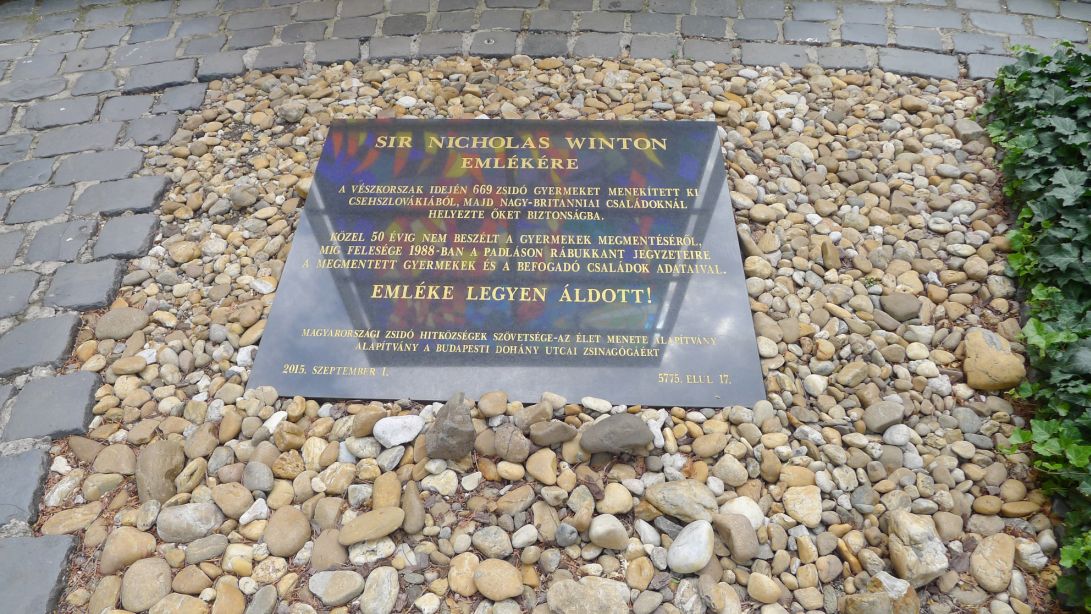 SIR NICHOLAS WINTON
EMLÉKÉRE
A VÉSZKORSZAK IDEJÉN 669 ZSIDÓ GYERMEKET MENEKÍTETT KI
CSEHSZLOVÁKIÁBÓL, MAJD NAGY-BRITANNIAI CSALÁDOKNÁL
HELYEZTE ŐKET BIZTONSÁGBA.
KÖZEL 50 ÉVIG NEM BESZÉLT A GYERMEKEK MEGMENTÉSÉRŐL,
MÍG FELESÉGE 1988-BAN A PADLÁSON RÁBUKKANT JEGYZETEIRE
A MEGMENTETT GYERMEKEK ÉS A BEFOGADÓ CSALÁDOK ADATAIVAL.
EMLÉKE LEGYEN ÁLDOTT!
MAGYARORSZÁGI ZSIDÓ HITKÖZSÉGEK SZÖVETSÉGE-AZ ÉLET MENETE ALAPÍTVÁNY
ALAPÍTVÁNY A BUDAPESTI DOHÁNY UTCAI ZSINAGÓGÁÉRT
2015. SZEPTEMBER 1. 5775. ELUL 17.